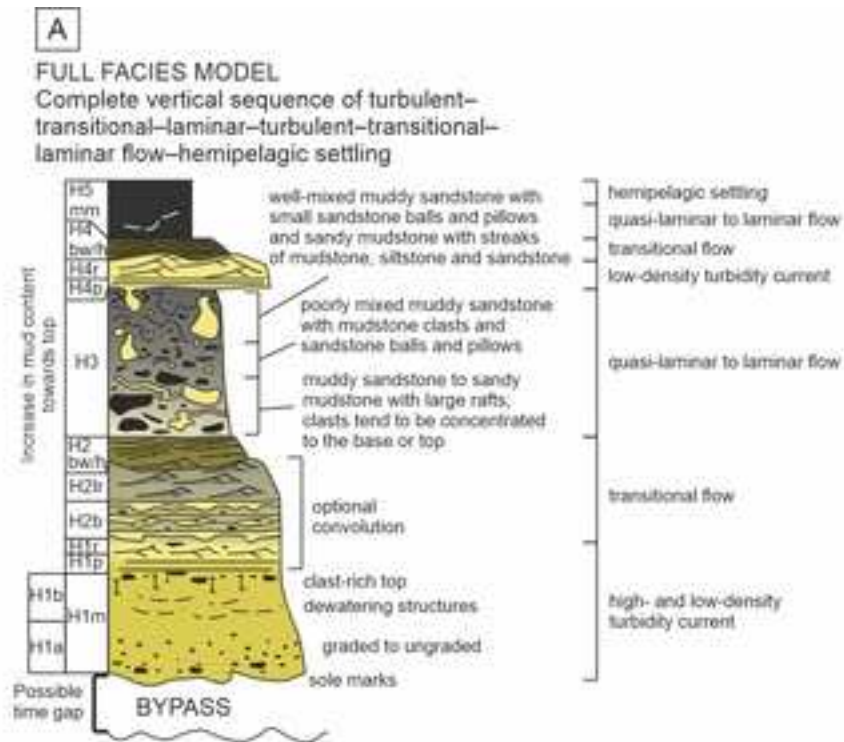 A
FULL FACIES MODEL
Complete vertical sequence of turbulent–
transitional–laminar–turbulent–transitional–
laminar flow–hemipelagic settling
H5
mm
H4
bw/h
H4r
H4p
H3
H2
bw/h
H2lr
H2b
H1r
H1p
H1b
H1m
H1a
Increase in mud content
towards top
well-mixed muddy sandstone with
small sandstone balls and pillows
and sandy mudstone with streaks
of mudstone, siltstone and sandstone
poorly mixed muddy sandstone
with mudstone clasts and
sandstone balls and pillows
muddy sandstone to sandy
mudstone with large rafts;
clasts tend to be concentrated
to the base or top
optional
convolution
clast-rich top
dewatering structures
graded to ungraded
sole marks
hemipelagic settling
quasi-laminar to laminar flow
transitional flow
low-density turbidity current
quasi-laminar to laminar flow
transitional flow
high- and low-density
turbidity current
Possible
time gap
BYPASS